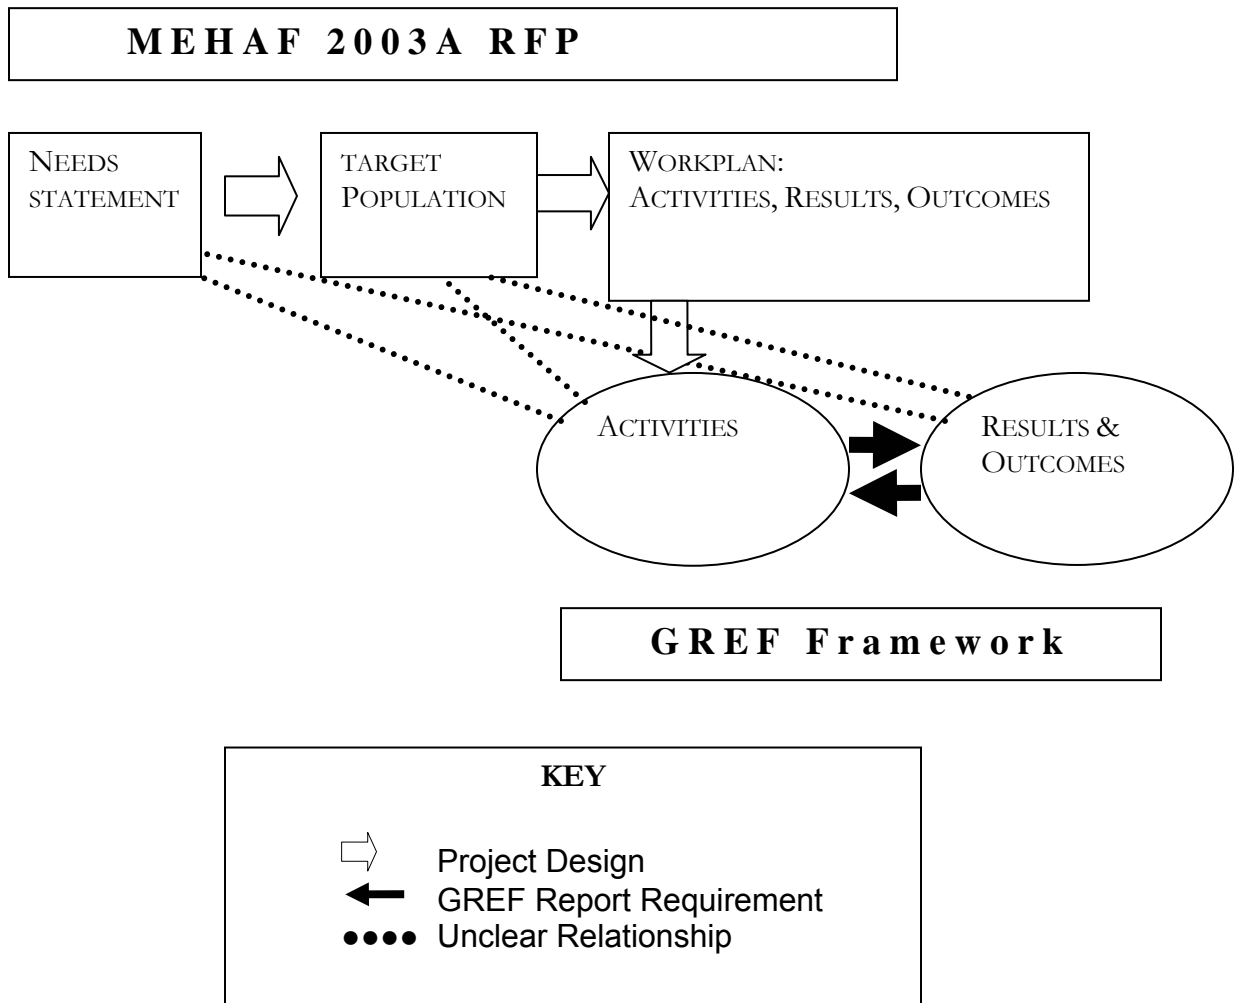 MEHAF 2003A RFP
NEEDS
STATEMENT
TARGET
POPULATION
WORKPLAN:
ACTIVITIES, RESULTS, OUTCOMES
ACTIVITIES
RESULTS &
OUTCOMES
GREF Framework
KEY
Project Design
GREF Report Requirement
Unclear Relationship